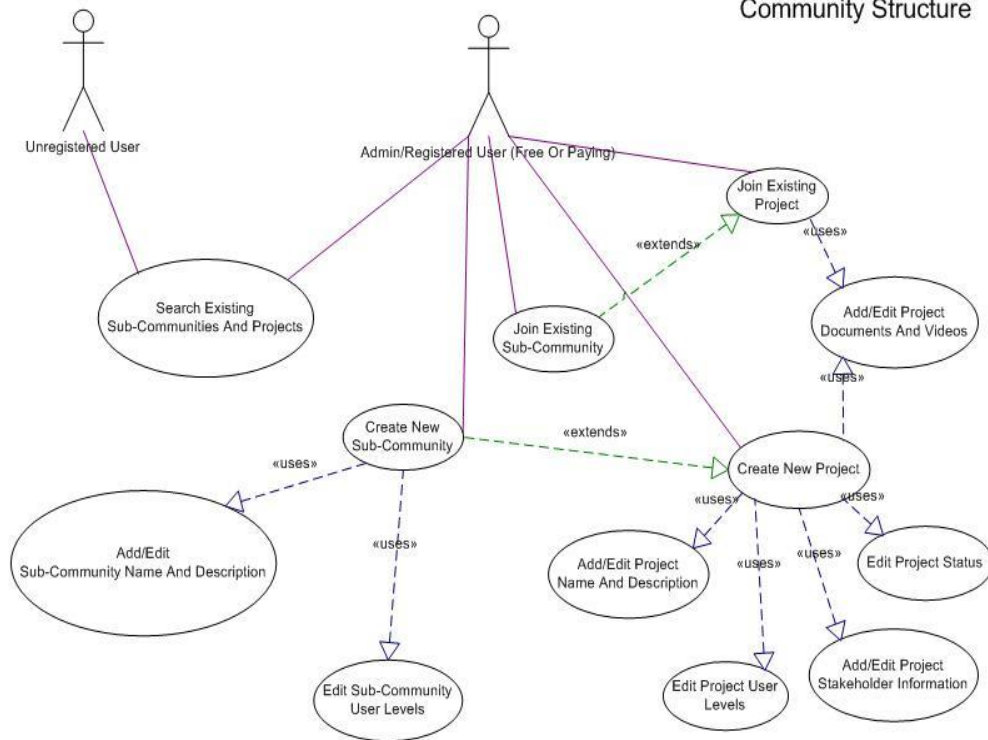 Community Structure
Unregistered User
Admin/Registered User (Free Or Paying)
Join Existing
Project
«extends»
«uses»
Search Existing
Sub-Communities And Projects
Join Existing
Sub-Community
Add/Edit Project
Documents And Videos
«uses»
Create New
Sub-Community
«extends»
Create New Project
«uses»
«uses»
«uses»
«uses»
«uses»
«uses»
«uses»
Add/Edit
Sub-Community Name And Description
Add/Edit Project
Name And Description
Edit Project Status
Edit Sub-Community
User Levels
Edit Project User
Levels
Add/Edit Project
Stakeholder Information